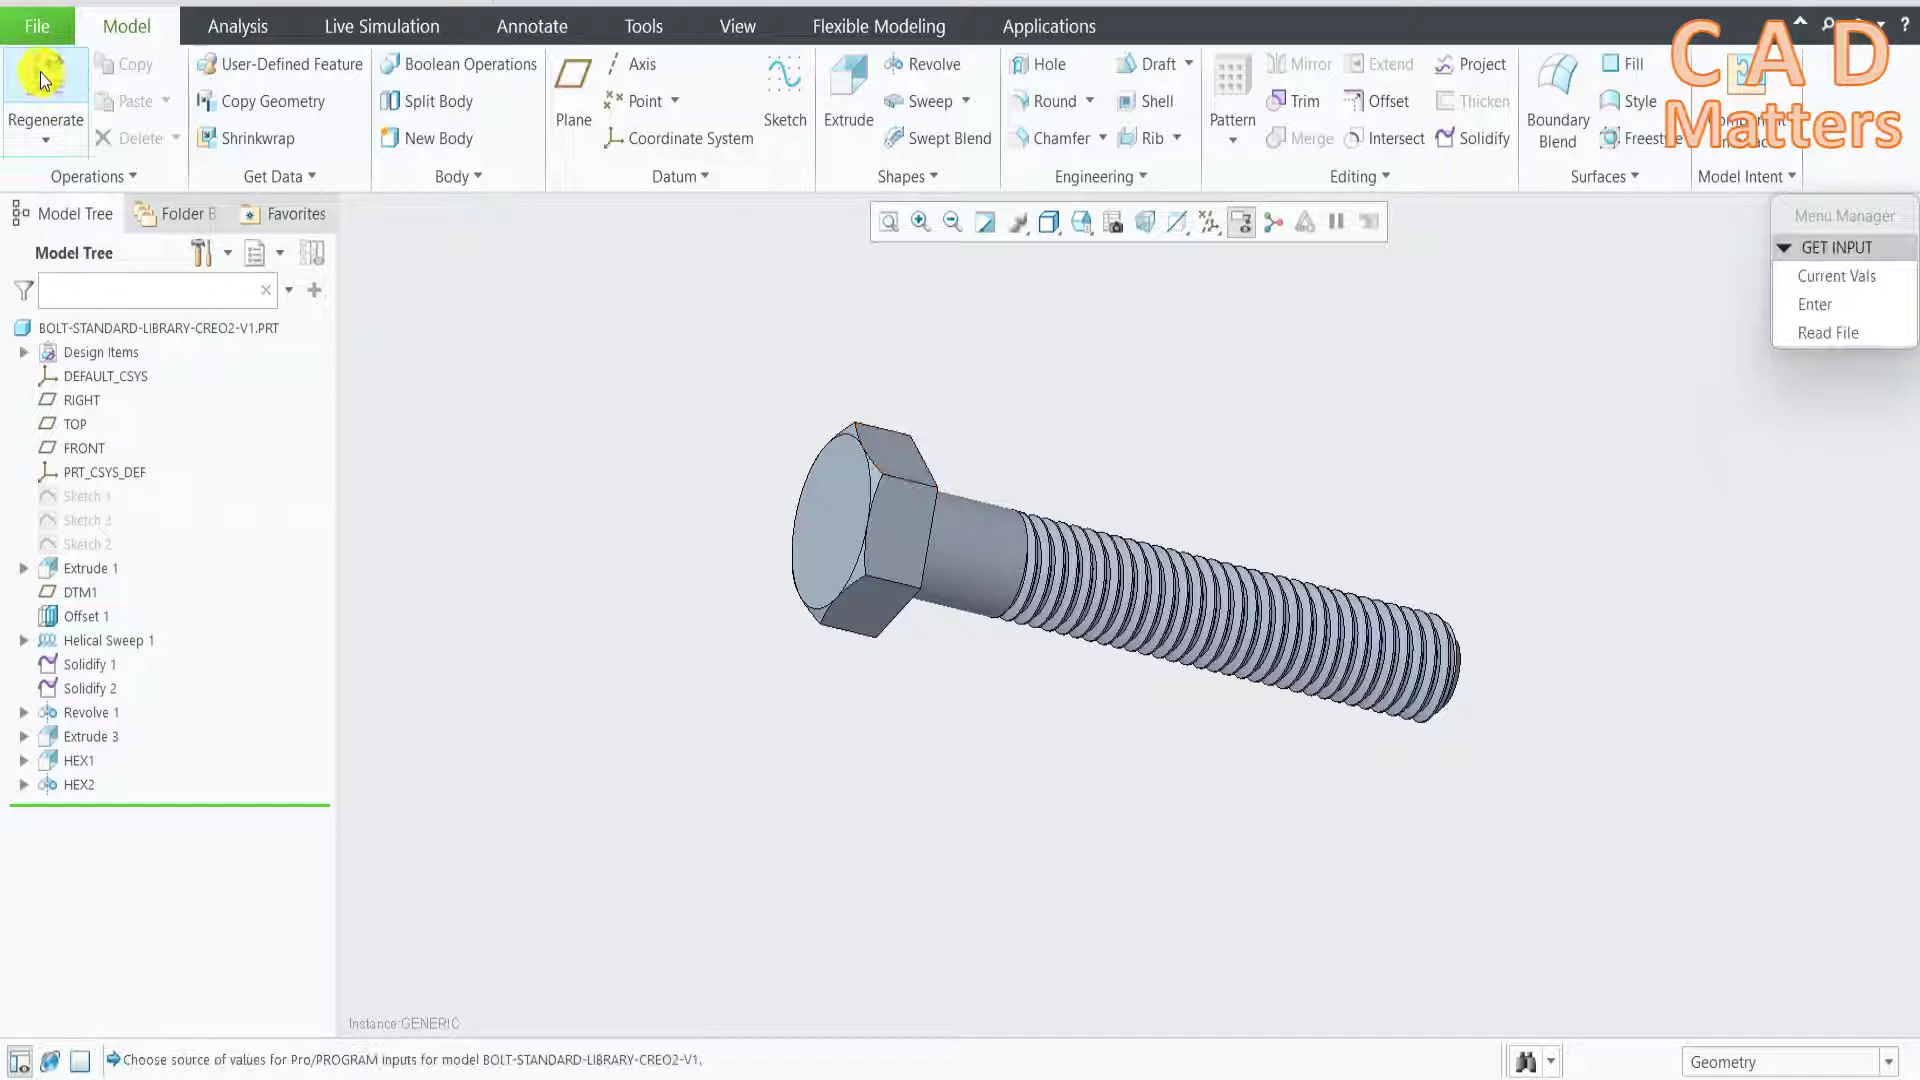 File Model Analysis Live Simulation Annotate Tools View Flexible Modeling Applications
CAD
Matters
Regenerate
Copy
Paste
Delete
Operations
User-Defined Feature
Copy Geometry
Shrinkwrap
Get Data
Boolean Operations
Split Body
New Body
Body
Plane
Axis
Point
Coordinate System
Sketch
Datum
Extrude
Revolve
Sweep
Swept Blend
Shapes
Hole
Round
Chamfer
Draft
Shell
Rib
Engineering
Pattern
Mirror
Trim
Merge
Extend
Offset
Intersect
Project
Thicken
Solidify
Editing
Boundary
Blend
Fill
Style
Surfaces
Model Intent
Model Tree
Folder B
Favorites
Model Tree
BOLT-STANDARD-LIBRARY-CREO2-V1.PRT
Design Items
DEFAULT_CSYS
RIGHT
TOP
FRONT
PRT_CSYS_DEF
Sketch 1
Sketch 3
Sketch 2
Extrude 1
DTM1
Offset 1
Helical Sweep 1
Solidify 1
Solidify 2
Revolve 1
Extrude 3
HEX1
HEX2
Menu Manager
GET INPUT
Current Vals
Enter
Read File
Instance:GENERIC
Choose source of values for Pro/PROGRAM inputs for model BOLT-STANDARD-LIBRARY-CREO2-V1.
Geometry